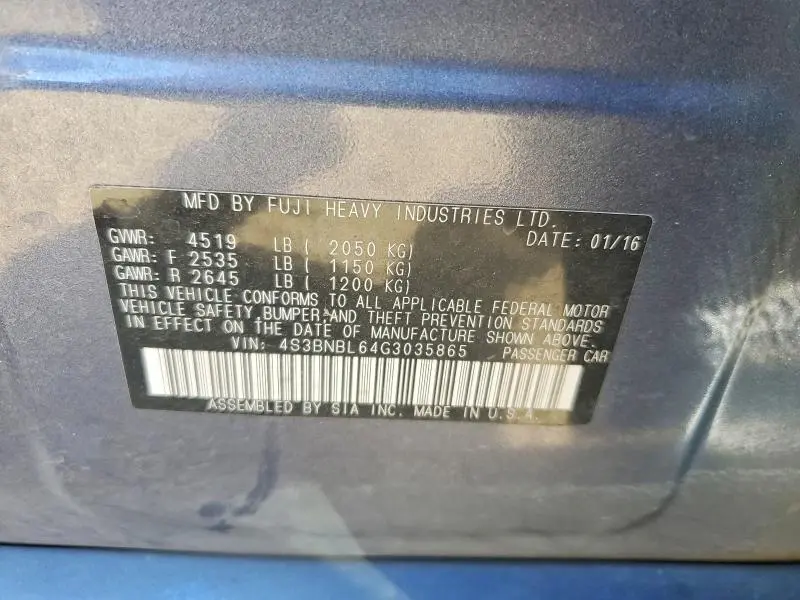 MFD BY FUJI HEAVY INDUSTRIES LTD.
DATE: 01/16
GVWR: 4519 LB ( 2050 KG)
GAWR: F 2535 LB ( 1150 KG)
GAWR: R 2645 LB ( 1200 KG)
THIS VEHICLE CONFORMS TO ALL APPLICABLE FEDERAL MOTOR
VEHICLE SAFETY, BUMPER AND THEFT PREVENTION STANDARDS
IN EFFECT ON THE DATE OF MANUFACTURE SHOWN ABOVE.
VIN: 4S3BNBL64G3035865 PASSENGER CAR
ASSEMBLED BY SIA INC. MADE IN U.S.A.